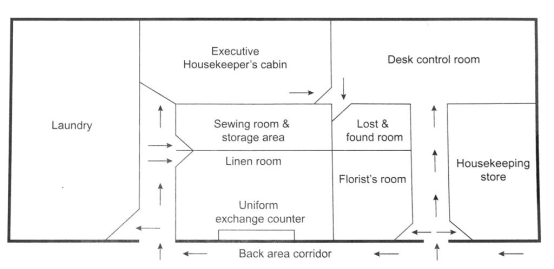 Executive
Housekeeper's cabin
Desk control room
Laundry
Sewing room &
storage area
Lost &
found room
Linen room
Housekeeping
store
Florist's room
Uniform
exchange counter
Back area corridor